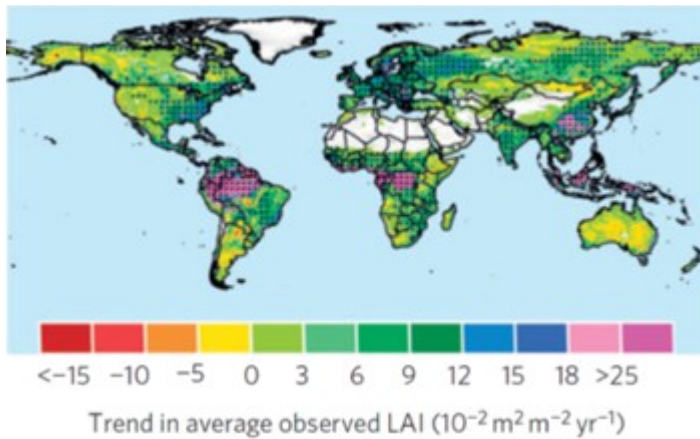 <−15 −10 −5 0 3 6 9 12 15 18 >25
Trend in average observed LAI (10⁻² m² m⁻² yr⁻¹)